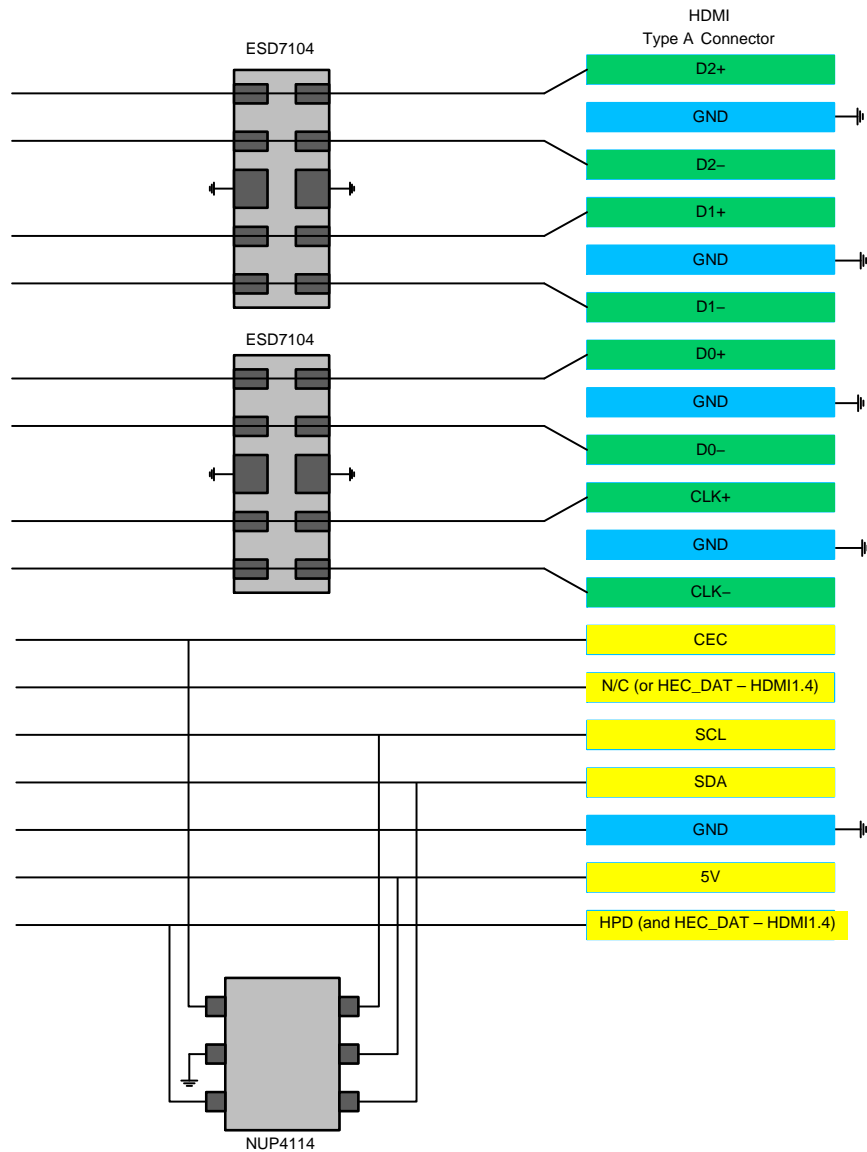 HDMI
Type A Connector
ESD7104
D2+
GND
D2–
D1+
GND
D1–
ESD7104
D0+
GND
D0–
CLK+
GND
CLK–
CEC
N/C (or HEC_DAT – HDMI1.4)
SCL
SDA
GND
5V
HPD (and HEC_DAT – HDMI1.4)
NUP4114